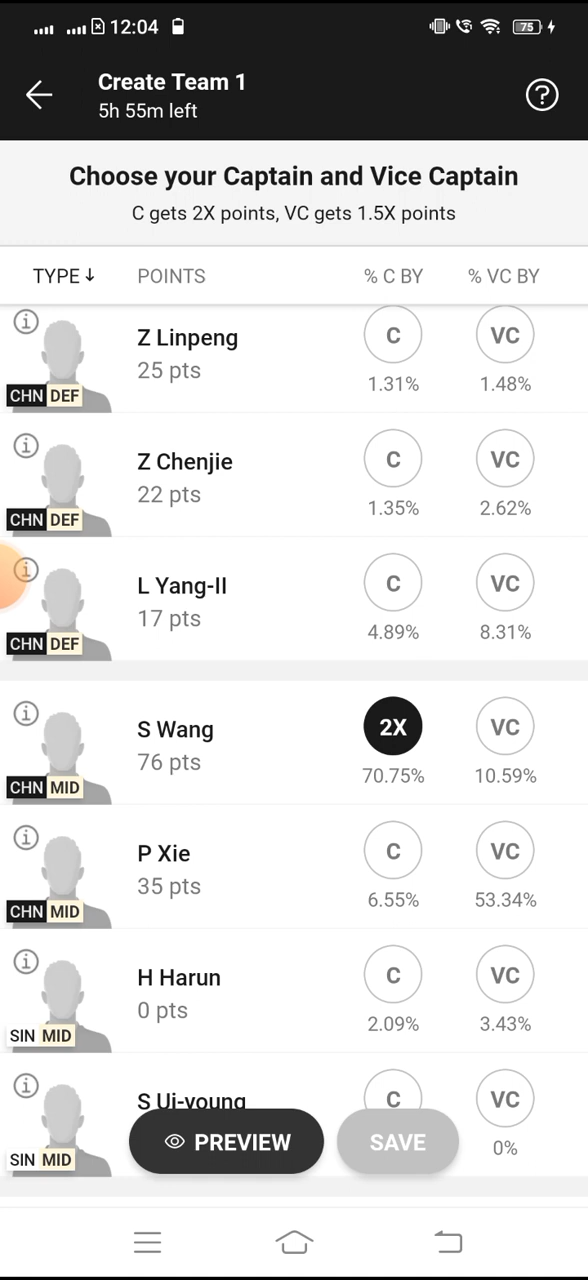 12:04
75
Create Team 1
5h 55m left
?
Choose your Captain and Vice Captain
C gets 2X points, VC gets 1.5X points
TYPE↓ POINTS % C BY % VC BY
i
Z Linpeng C VC
25 pts 1.31% 1.48%
CHN DEF
i
Z Chenjie C VC
22 pts 1.35% 2.62%
CHN DEF
i
L Yang-II C VC
17 pts 4.89% 8.31%
CHN DEF
i
S Wang 2X VC
76 pts 70.75% 10.59%
CHN MID
i
P Xie C VC
35 pts 6.55% 53.34%
CHN MID
i
H Harun C VC
0 pts 2.09% 3.43%
SIN MID
i
S Ui-young C VC
PREVIEW SAVE 0%
SIN MID